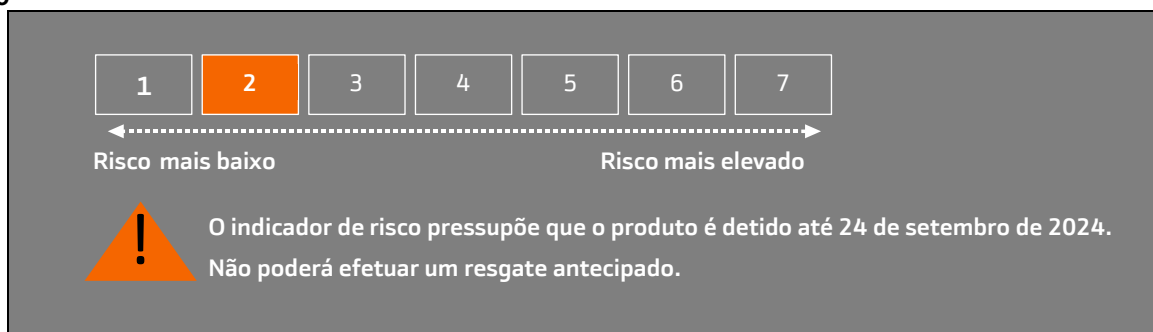 1 2 3 4 5 6 7
Risco mais baixo Risco mais elevado
! O indicador de risco pressupõe que o produto é detido até 24 de setembro de 2024.
Não poderá efetuar um resgate antecipado.